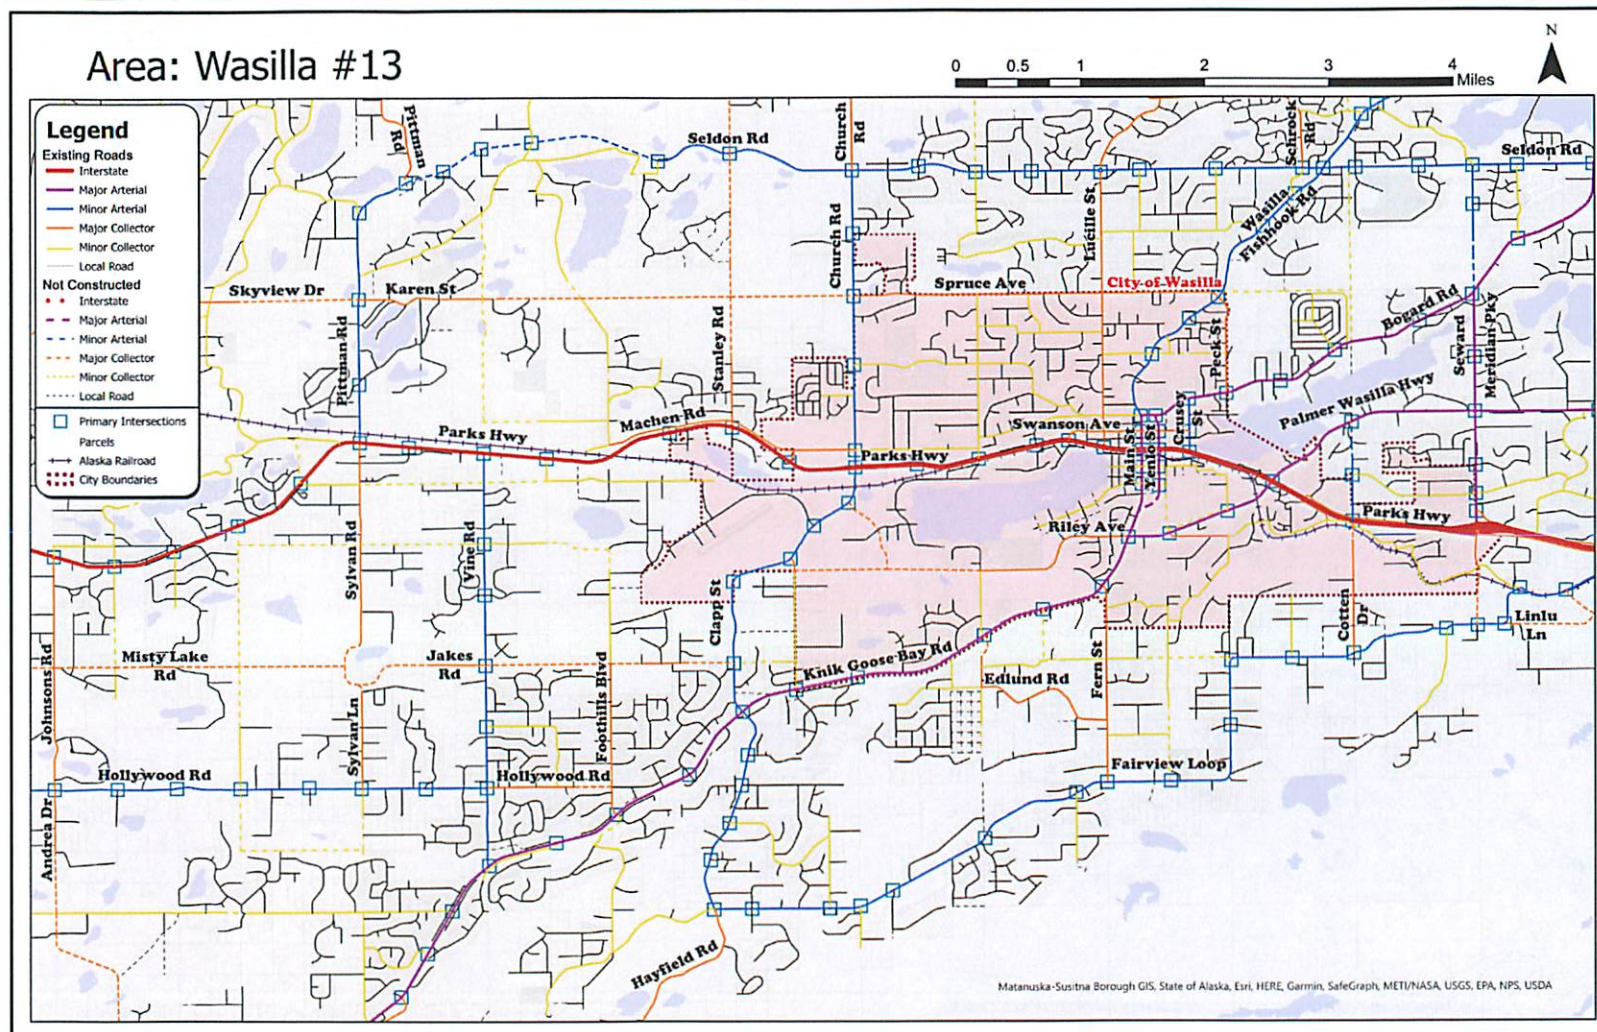 Area: Wasilla #13
N
0 0.5 1 2 3 4
Miles
Legend
Existing Roads
Interstate
Major Arterial
Minor Arterial
Major Collector
Minor Collector
Local Road
Not Constructed
Interstate
Major Arterial
Minor Arterial
Major Collector
Minor Collector
Local Road
Primary Intersections
Parcels
Alaska Railroad
City Boundaries
Pittman
Rd
Seldon Rd
Church
Rd
Schrock
Rd
Seldon Rd
Church Rd
Lucille St
Wasilla
Fishhook Rd
Skyview Dr
Karen St
Spruce Ave
City of Wasilla
Pittman Rd
Stanley Rd
Peck St
Bogard Rd
Seward
Meridian Pky
Palmer Wasilla Hwy
Machen Rd
Parks Hwy
Swanson Ave
Crusey
St
Main St
Yenlo St
Parks Hwy
Parks Hwy
Riley Ave
Sylvan Rd
Vine Rd
Clapp St
Cotten
Dr
Linlu
Ln
Johnsons Rd
Misty Lake
Rd
Jakes
Rd
Foothills Blvd
Knik Goose Bay Rd
Edlund Rd
Fern St
Sylvan Ln
Hollywood Rd
Hollywood Rd
Fairview Loop
Andrea Dr
Hayfield Rd
Matanuska-Susitna Borough GIS, State of Alaska, Esri, HERE, Garmin, SafeGraph, METI/NASA, USGS, EPA, NPS, USDA